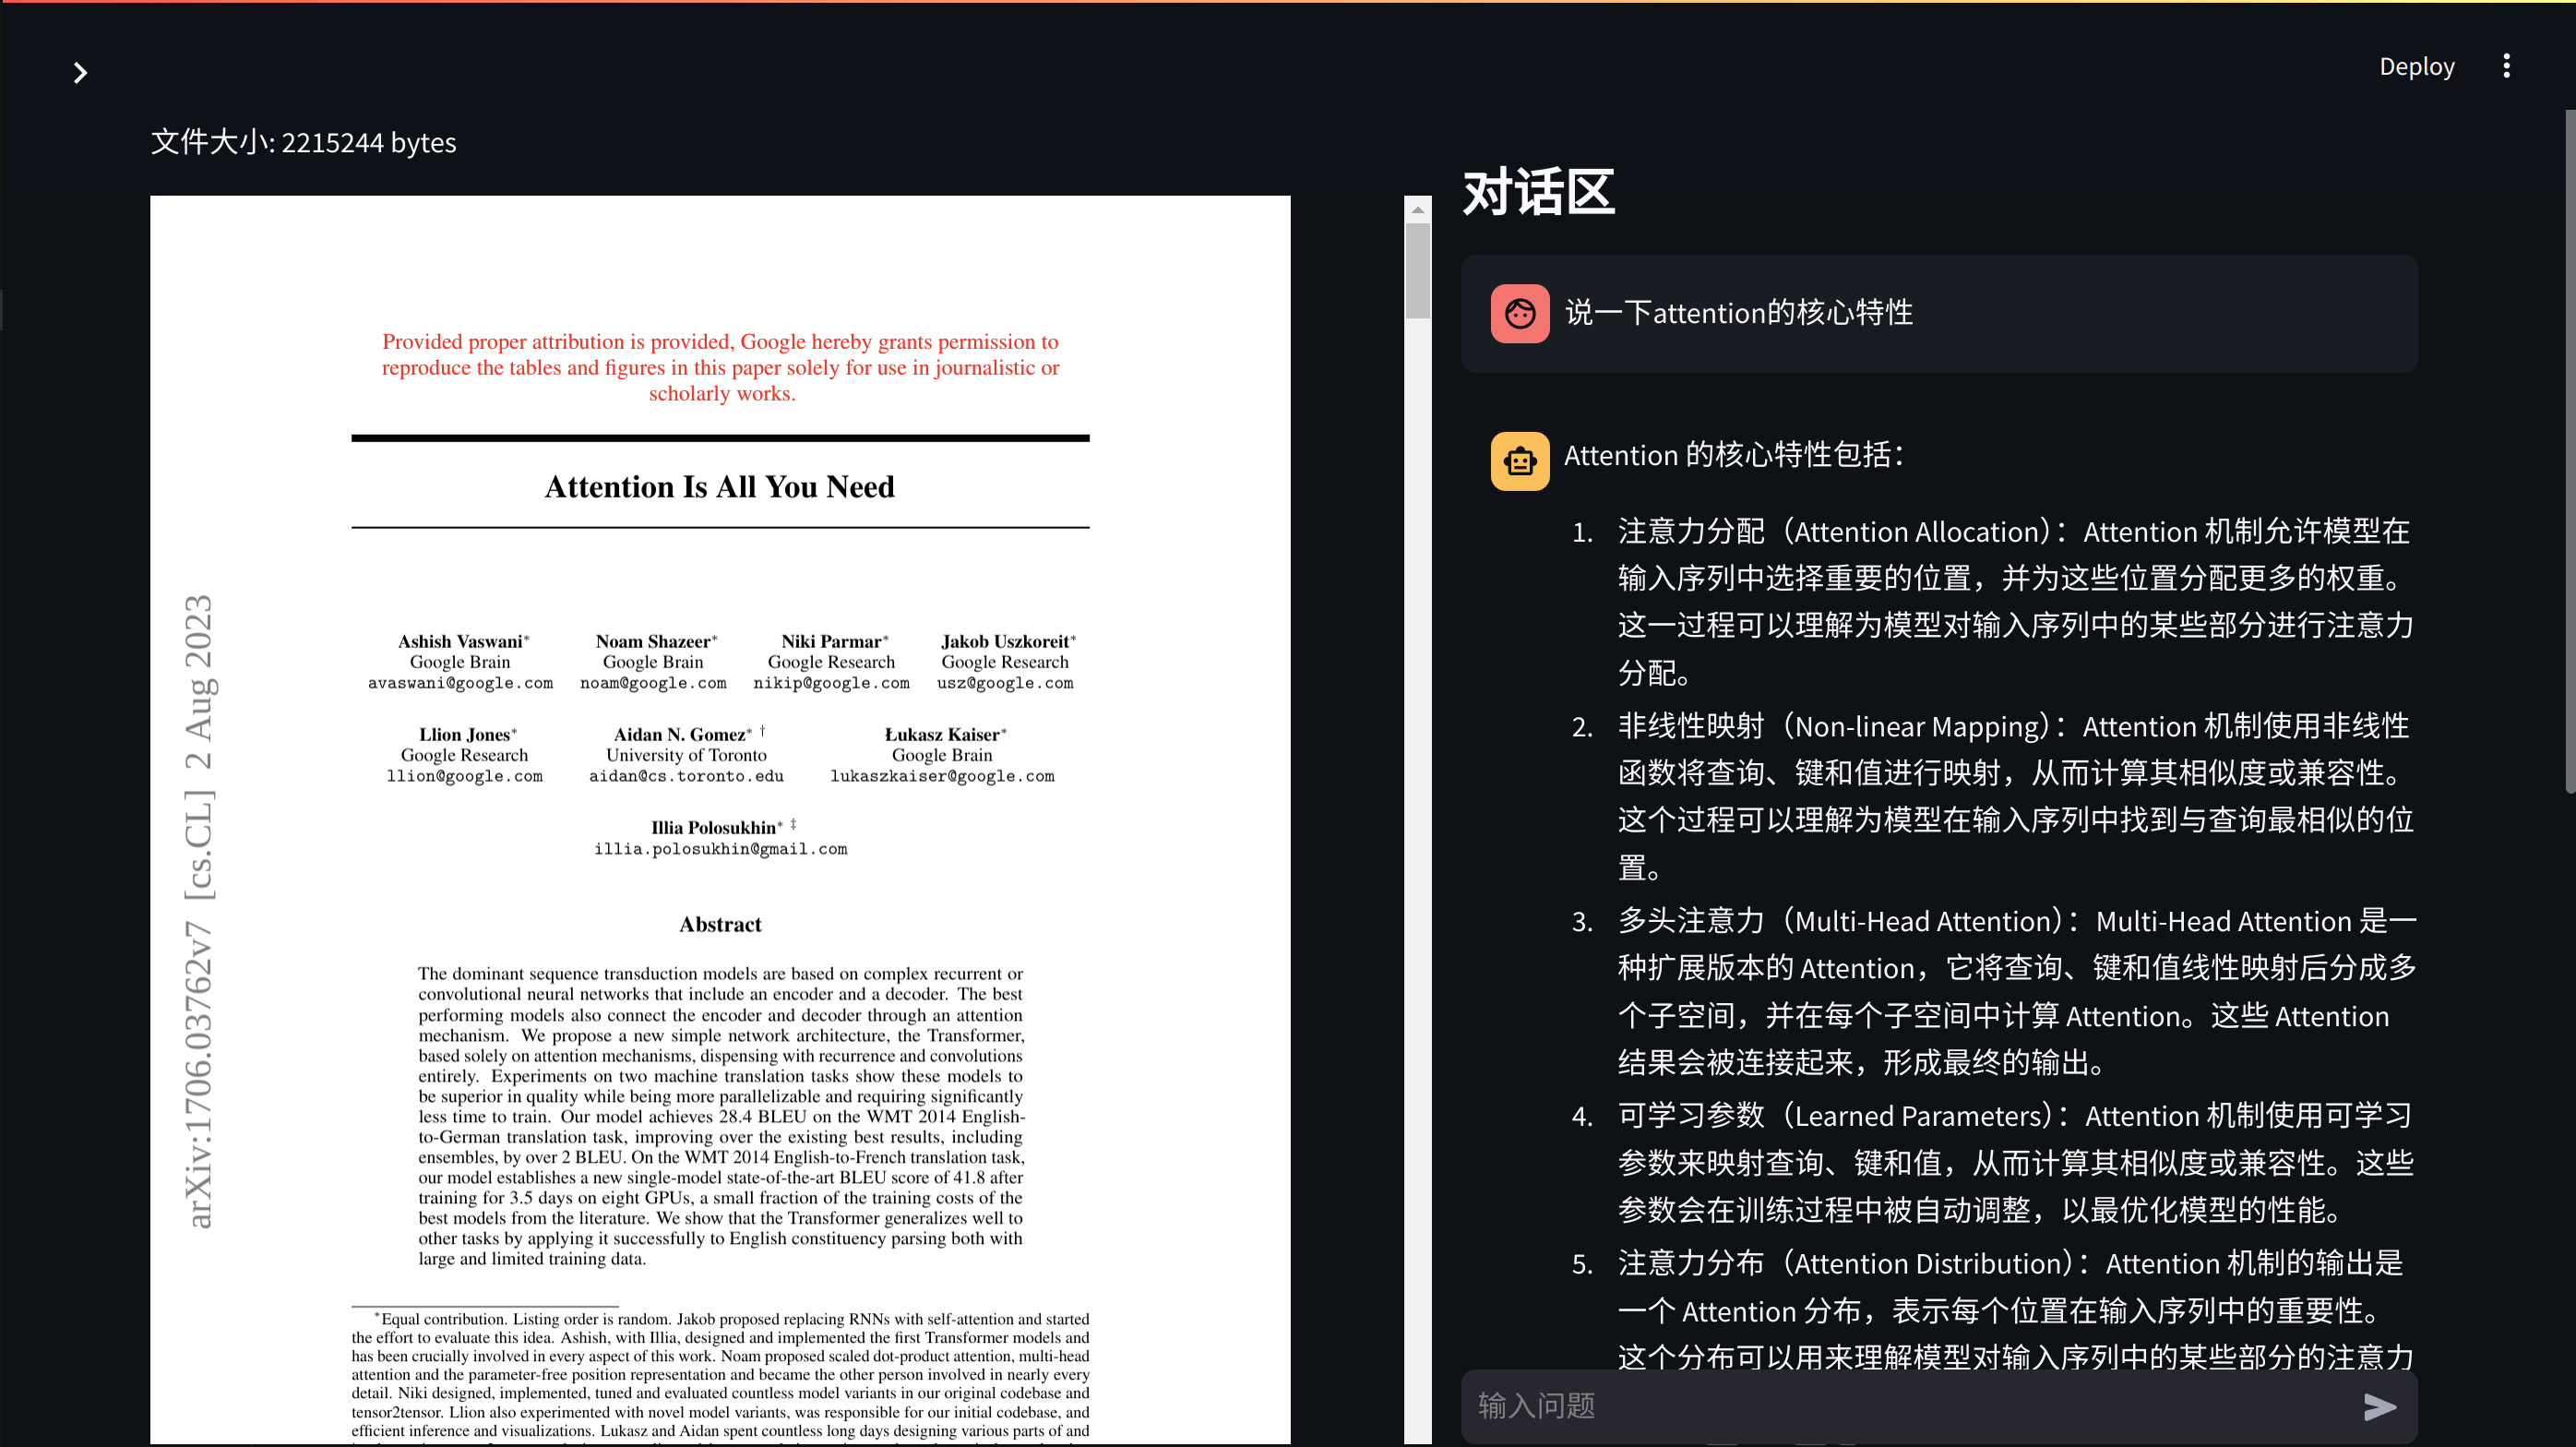 Deploy
文件大小: 2215244 bytes
Provided proper attribution is provided, Google hereby grants permission to
reproduce the tables and figures in this paper solely for use in journalistic or
scholarly works.
Attention Is All You Need
Ashish Vaswani* Noam Shazeer* Niki Parmar* Jakob Uszkoreit*
Google Brain Google Brain Google Research Google Research
avaswani@google.com noam@google.com nikip@google.com usz@google.com
Llion Jones* Aidan N. Gomez* † Łukasz Kaiser*
Google Research University of Toronto Google Brain
llion@google.com aidan@cs.toronto.edu lukaszkaiser@google.com
Illia Polosukhin* ‡
illia.polosukhin@gmail.com
Abstract
The dominant sequence transduction models are based on complex recurrent or
convolutional neural networks that include an encoder and a decoder. The best
performing models also connect the encoder and decoder through an attention
mechanism. We propose a new simple network architecture, the Transformer,
based solely on attention mechanisms, dispensing with recurrence and convolutions
entirely. Experiments on two machine translation tasks show these models to
be superior in quality while being more parallelizable and requiring significantly
less time to train. Our model achieves 28.4 BLEU on the WMT 2014 English-
to-German translation task, improving over the existing best results, including
ensembles, by over 2 BLEU. On the WMT 2014 English-to-French translation task,
our model establishes a new single-model state-of-the-art BLEU score of 41.8 after
training for 3.5 days on eight GPUs, a small fraction of the training costs of the
best models from the literature. We show that the Transformer generalizes well to
other tasks by applying it successfully to English constituency parsing both with
large and limited training data.
*Equal contribution. Listing order is random. Jakob proposed replacing RNNs with self-attention and started
the effort to evaluate this idea. Ashish, with Illia, designed and implemented the first Transformer models and
has been crucially involved in every aspect of this work. Noam proposed scaled dot-product attention, multi-head
attention and the parameter-free position representation and became the other person involved in nearly every
detail. Niki designed, implemented, tuned and evaluated countless model variants in our original codebase and
tensor2tensor. Llion also experimented with novel model variants, was responsible for our initial codebase, and
efficient inference and visualizations. Lukasz and Aidan spent countless long days designing various parts of and
arXiv:1706.03762v7 [cs.CL] 2 Aug 2023
对话区
说一下attention的核心特性
Attention 的核心特性包括：
1. 注意力分配（Attention Allocation）：Attention 机制允许模型在
输入序列中选择重要的位置，并为这些位置分配更多的权重。
这一过程可以理解为模型对输入序列中的某些部分进行注意力
分配。
2. 非线性映射（Non-linear Mapping）：Attention 机制使用非线性
函数将查询、键和值进行映射，从而计算其相似度或兼容性。
这个过程可以理解为模型在输入序列中找到与查询最相似的位
置。
3. 多头注意力（Multi-Head Attention）：Multi-Head Attention 是一
种扩展版本的 Attention，它将查询、键和值线性映射后分成多
个子空间，并在每个子空间中计算 Attention。这些 Attention
结果会被连接起来，形成最终的输出。
4. 可学习参数（Learned Parameters）：Attention 机制使用可学习
参数来映射查询、键和值，从而计算其相似度或兼容性。这些
参数会在训练过程中被自动调整，以最优化模型的性能。
5. 注意力分布（Attention Distribution）：Attention 机制的输出是
一个 Attention 分布，表示每个位置在输入序列中的重要性。
这个分布可以用来理解模型对输入序列中的某些部分的注意力
输入问题